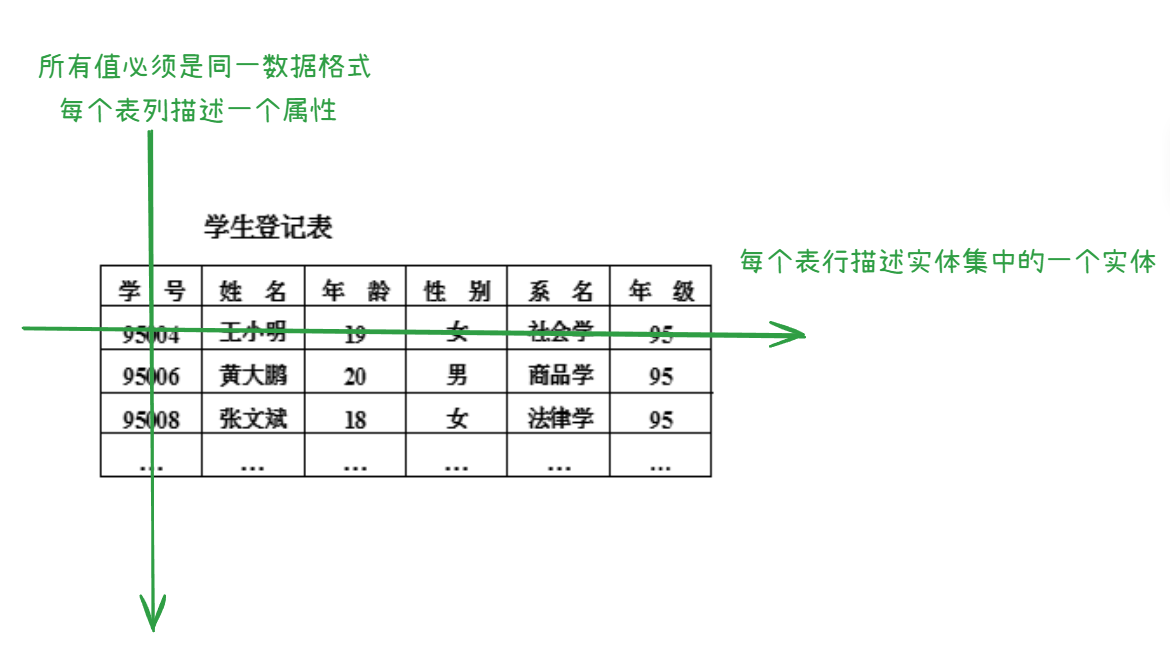 所有值必须是同一数据格式
每个表列描述一个属性
学生登记表
每个表行描述实体集中的一个实体
学 号 姓 名 年 龄 性 别 系 名 年 级
95004 王小明 19 女 社会学 95
95006 黄大鹏 20 男 商品学 95
95008 张文斌 18 女 法律学 95
… … … … … …